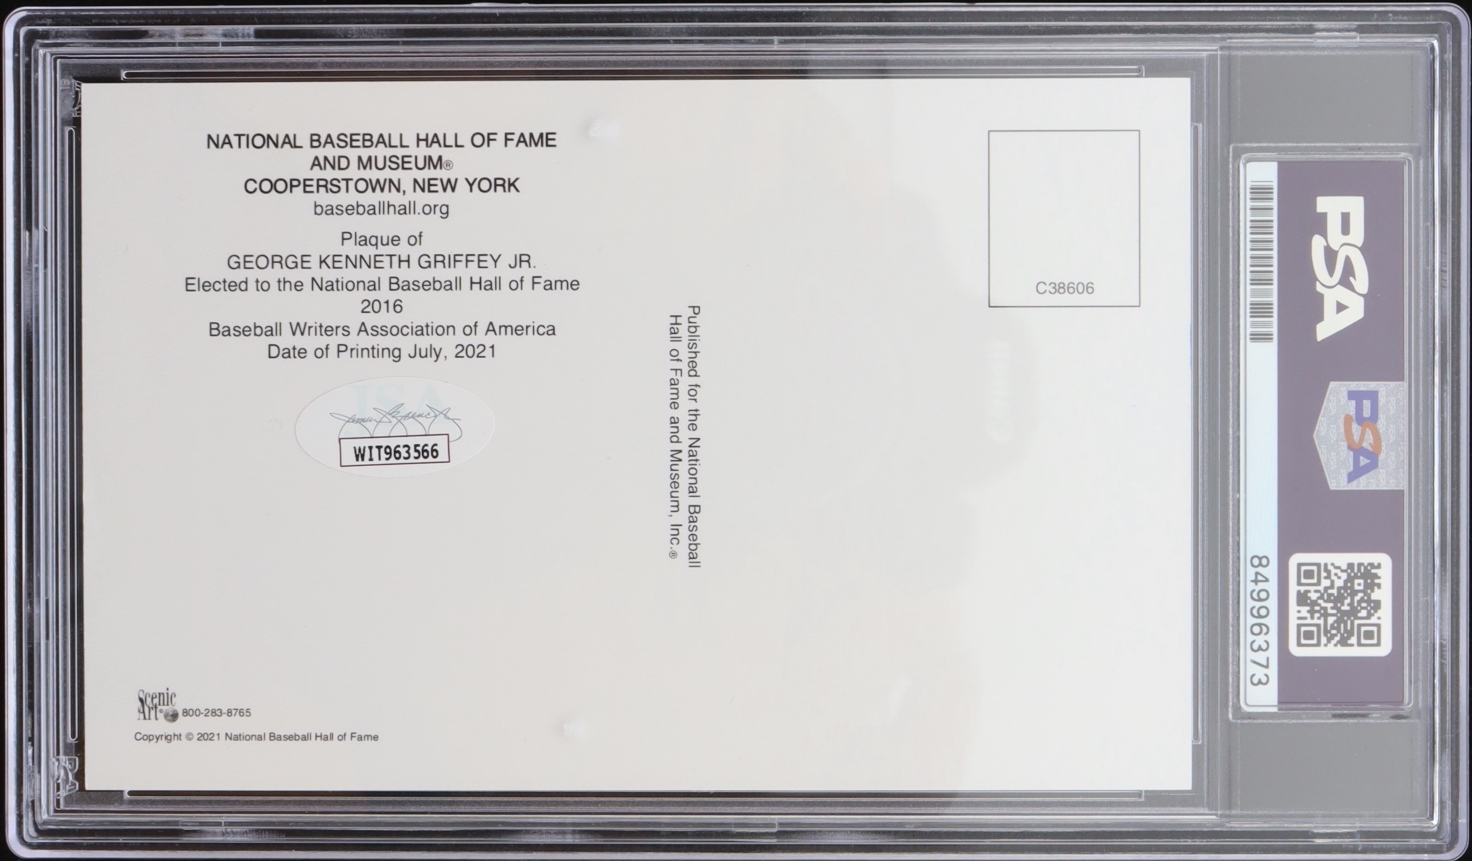 NATIONAL BASEBALL HALL OF FAME
AND MUSEUM®
COOPERSTOWN, NEW YORK
baseballhall.org
Plaque of
GEORGE KENNETH GRIFFEY JR.
Elected to the National Baseball Hall of Fame
2016
Baseball Writers Association of America
Date of Printing July, 2021
JSA
WIT963566
Published for the National Baseball
Hall of Fame and Museum, Inc.®
C38606
Scenic
Art® 800-283-8765
Copyright © 2021 National Baseball Hall of Fame
PSA
PSA
84996373